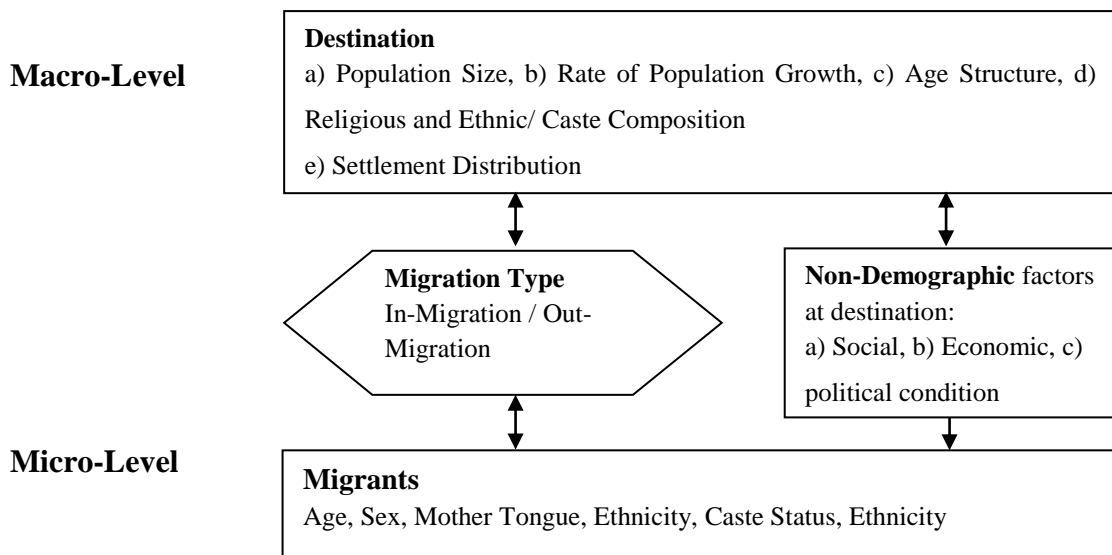 Macro-Level
Destination
a) Population Size, b) Rate of Population Growth, c) Age Structure, d)
Religious and Ethnic/ Caste Composition
e) Settlement Distribution
Migration Type
In-Migration / Out-
Migration
Non-Demographic factors
at destination:
a) Social, b) Economic, c)
political condition
Micro-Level
Migrants
Age, Sex, Mother Tongue, Ethnicity, Caste Status, Ethnicity